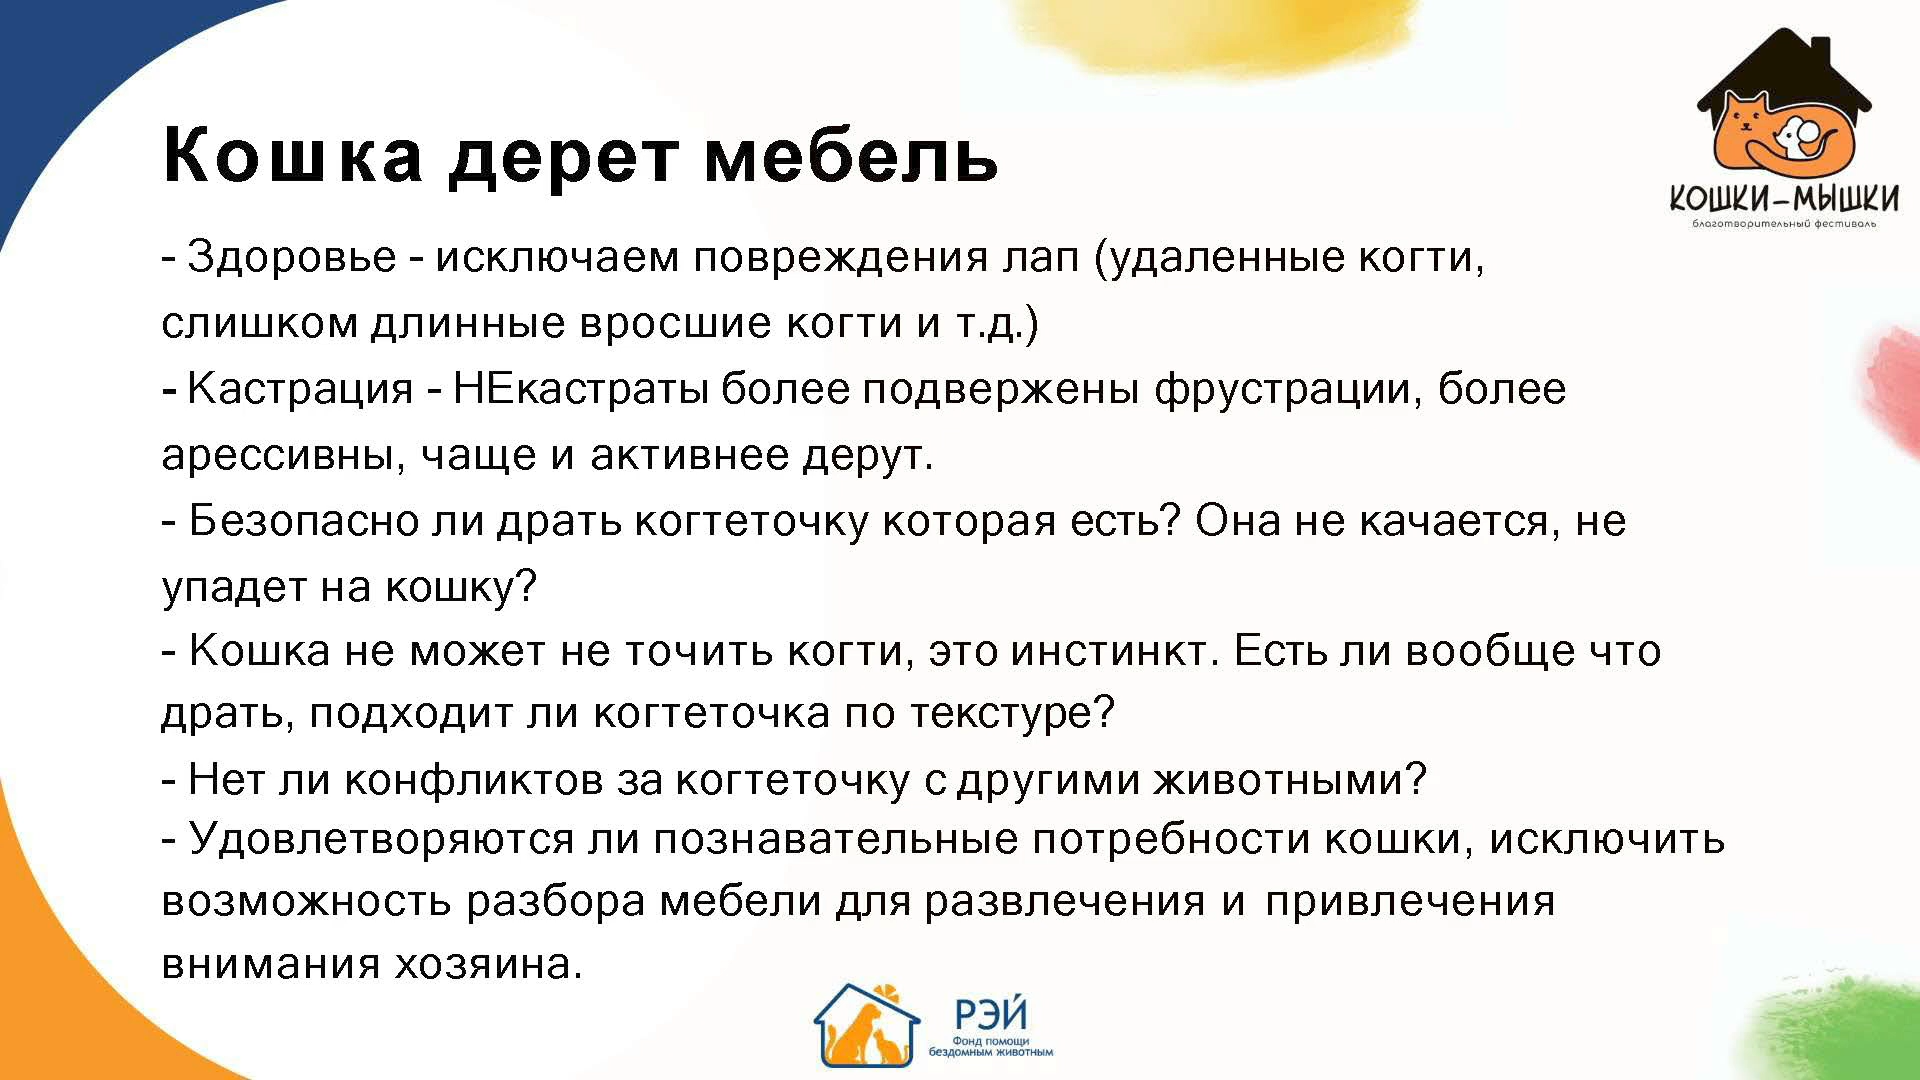 Кошка дерет мебель
КОШКИ-МЫШКИ
благотворительный фестиваль
- Здоровье - исключаем повреждения лап (удаленные когти,
слишком длинные вросшие когти и т.д.)
- Кастрация - НЕкастраты более подвержены фрустрации, более
арессивны, чаще и активнее дерут.
- Безопасно ли драть когтеточку которая есть? Она не качается, не
упадет на кошку?
- Кошка не может не точить когти, это инстинкт. Есть ли вообще что
драть, подходит ли когтеточка по текстуре?
- Нет ли конфликтов за когтеточку с другими животными?
- Удовлетворяются ли познавательные потребности кошки, исключить
возможность разбора мебели для развлечения и привлечения
внимания хозяина.
РЭЙ
Фонд помощи
бездомным животным